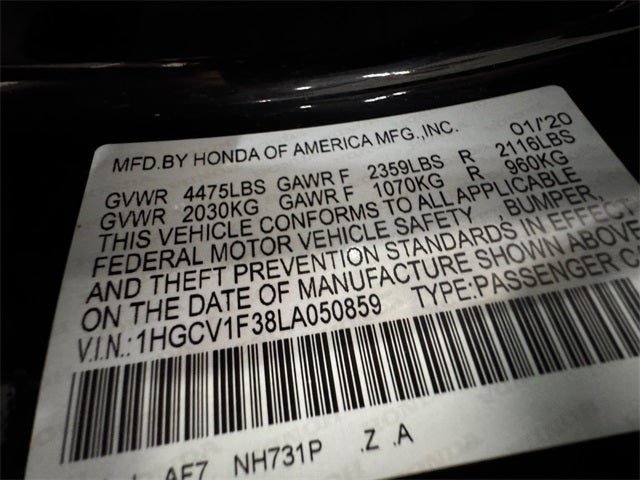 MFD.BY HONDA OF AMERICA MFG.,INC. 01/'20
GVWR 4475LBS GAWR F 2359LBS R 2116LBS
GVWR 2030KG GAWR F 1070KG R 960KG
THIS VEHICLE CONFORMS TO ALL APPLICABLE
FEDERAL MOTOR VEHICLE SAFETY , BUMPER,
AND THEFT PREVENTION STANDARDS IN EFFECT
ON THE DATE OF MANUFACTURE SHOWN ABOVE
V.I.N.:1HGCV1F38LA050859 TYPE:PASSENGER
AF7 NH731P .Z .A